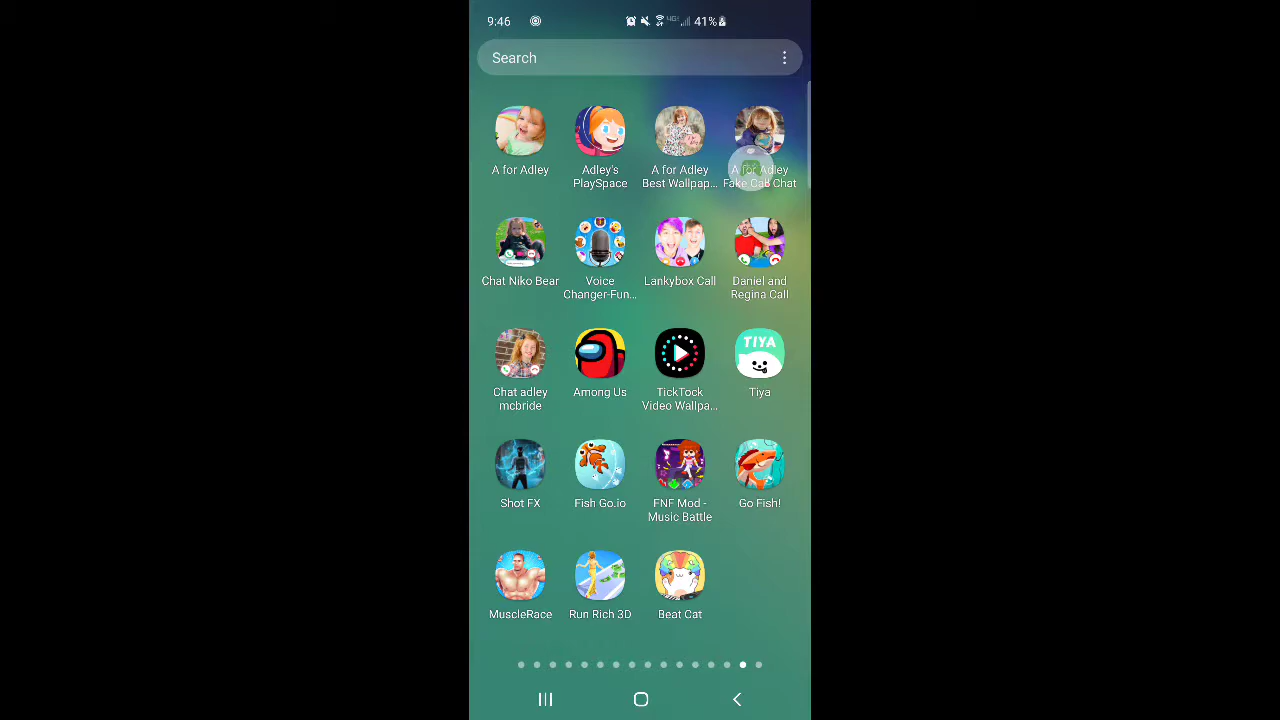 9:46
41%
Search
A for Adley
Adley's
PlaySpace
A for Adley
Best Wallpap...
A for Adley
Fake Call Chat
Chat Niko Bear
Voice
Changer-Fun...
Lankybox Call
Daniel and
Regina Call
Chat adley
mcbride
Among Us
TickTock
Video Wallpa...
TIYA
Tiya
Shot FX
Fish Go.io
FNF Mod -
Music Battle
Go Fish!
MuscleRace
Run Rich 3D
Beat Cat